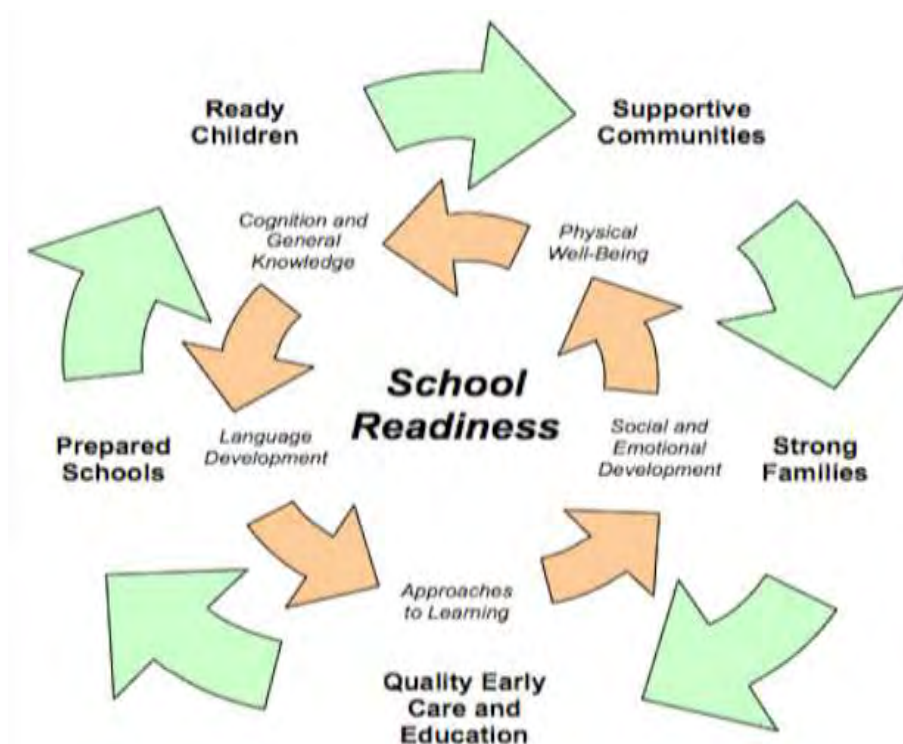 Ready
Children
Supportive
Communities
Cognition and
General
Knowledge
Physical
Well-Being
School
Readiness
Prepared
Schools
Language
Development
Social and
Emotional
Development
Strong
Families
Approaches
to Learning
Quality Early
Care and
Education